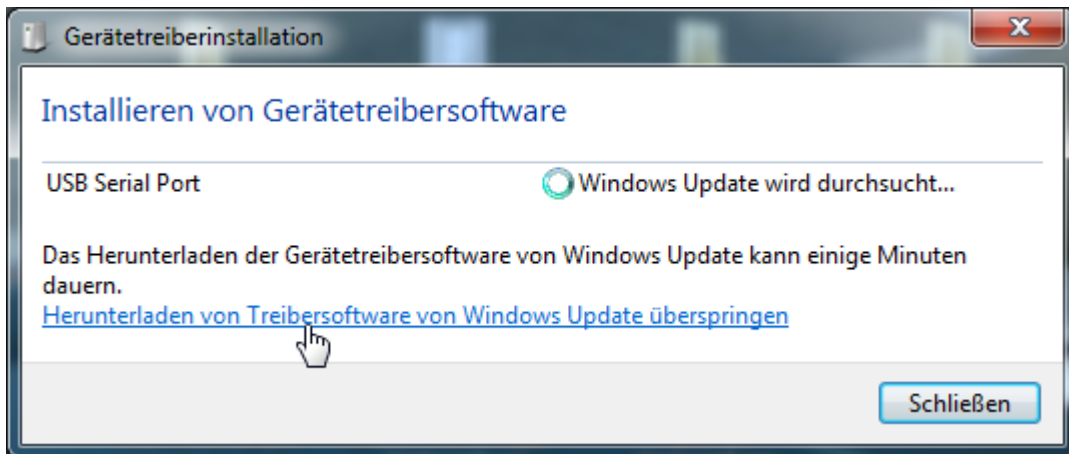 Gerätetreiberinstallation
Installieren von Gerätetreibersoftware
USB Serial Port
Windows Update wird durchsucht...
Das Herunterladen der Gerätetreibersoftware von Windows Update kann einige Minuten
dauern.
Herunterladen von Treibersoftware von Windows Update überspringen
Schließen